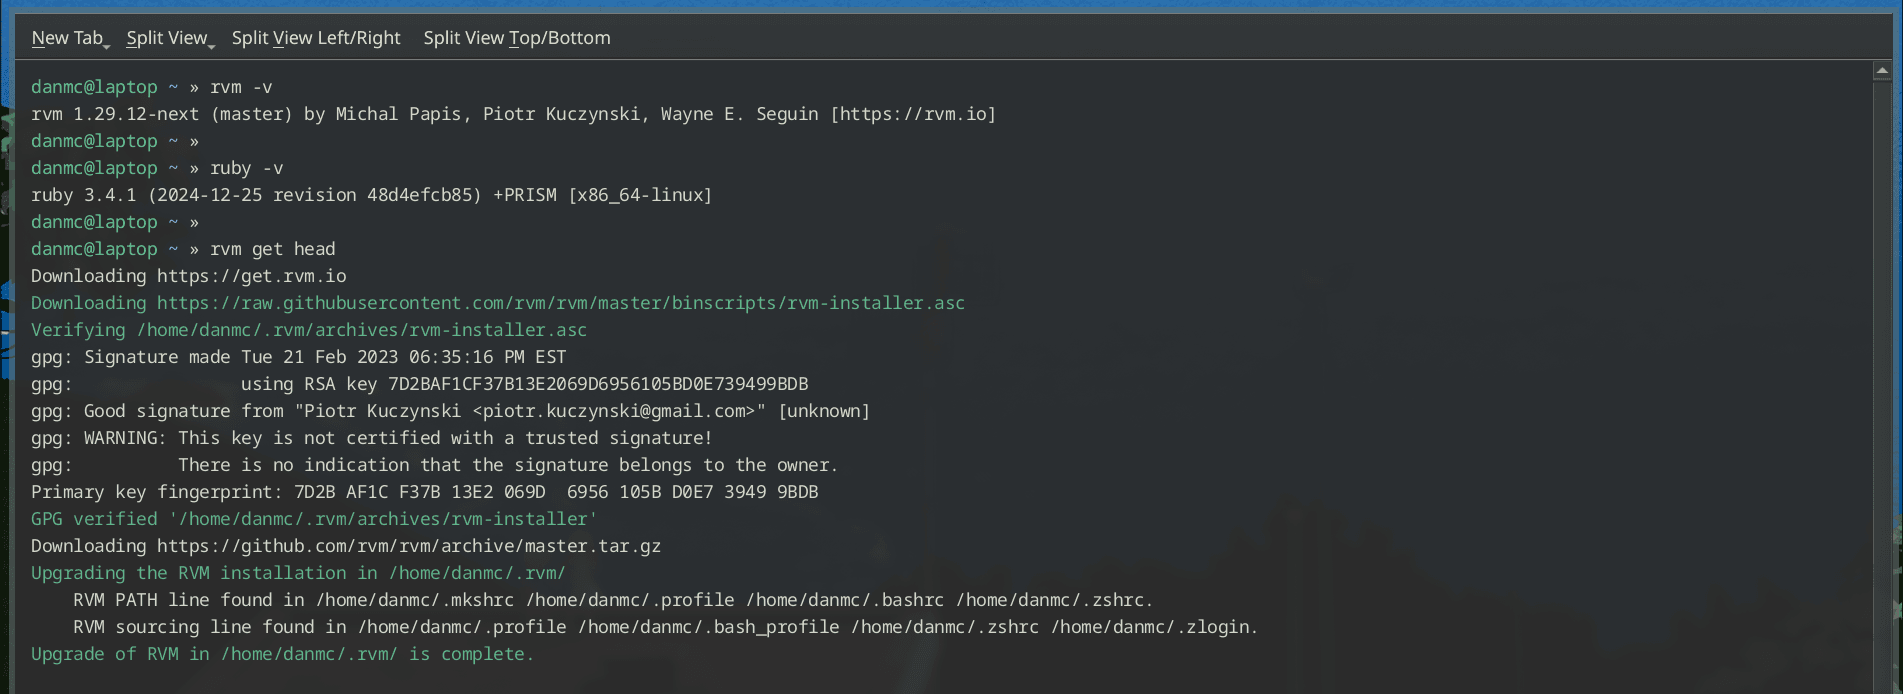 New Tab Split View Split View Left/Right Split View Top/Bottom
danmc@laptop ~ » rvm -v
rvm 1.29.12-next (master) by Michal Papis, Piotr Kuczynski, Wayne E. Seguin [https://rvm.io]
danmc@laptop ~ »
danmc@laptop ~ » ruby -v
ruby 3.4.1 (2024-12-25 revision 48d4efcb85) +PRISM [x86_64-linux]
danmc@laptop ~ »
danmc@laptop ~ » rvm get head
Downloading https://get.rvm.io
Downloading https://raw.githubusercontent.com/rvm/rvm/master/binscripts/rvm-installer.asc
Verifying /home/danmc/.rvm/archives/rvm-installer.asc
gpg: Signature made Tue 21 Feb 2023 06:35:16 PM EST
gpg:                using RSA key 7D2BAF1CF37B13E2069D6956105BD0E739499BDB
gpg: Good signature from "Piotr Kuczynski <piotr.kuczynski@gmail.com>" [unknown]
gpg: WARNING: This key is not certified with a trusted signature!
gpg:          There is no indication that the signature belongs to the owner.
Primary key fingerprint: 7D2B AF1C F37B 13E2 069D  6956 105B D0E7 3949 9BDB
GPG verified '/home/danmc/.rvm/archives/rvm-installer'
Downloading https://github.com/rvm/rvm/archive/master.tar.gz
Upgrading the RVM installation in /home/danmc/.rvm/
    RVM PATH line found in /home/danmc/.mkshrc /home/danmc/.profile /home/danmc/.bashrc /home/danmc/.zshrc.
    RVM sourcing line found in /home/danmc/.profile /home/danmc/.bash_profile /home/danmc/.zshrc /home/danmc/.zlogin.
Upgrade of RVM in /home/danmc/.rvm/ is complete.